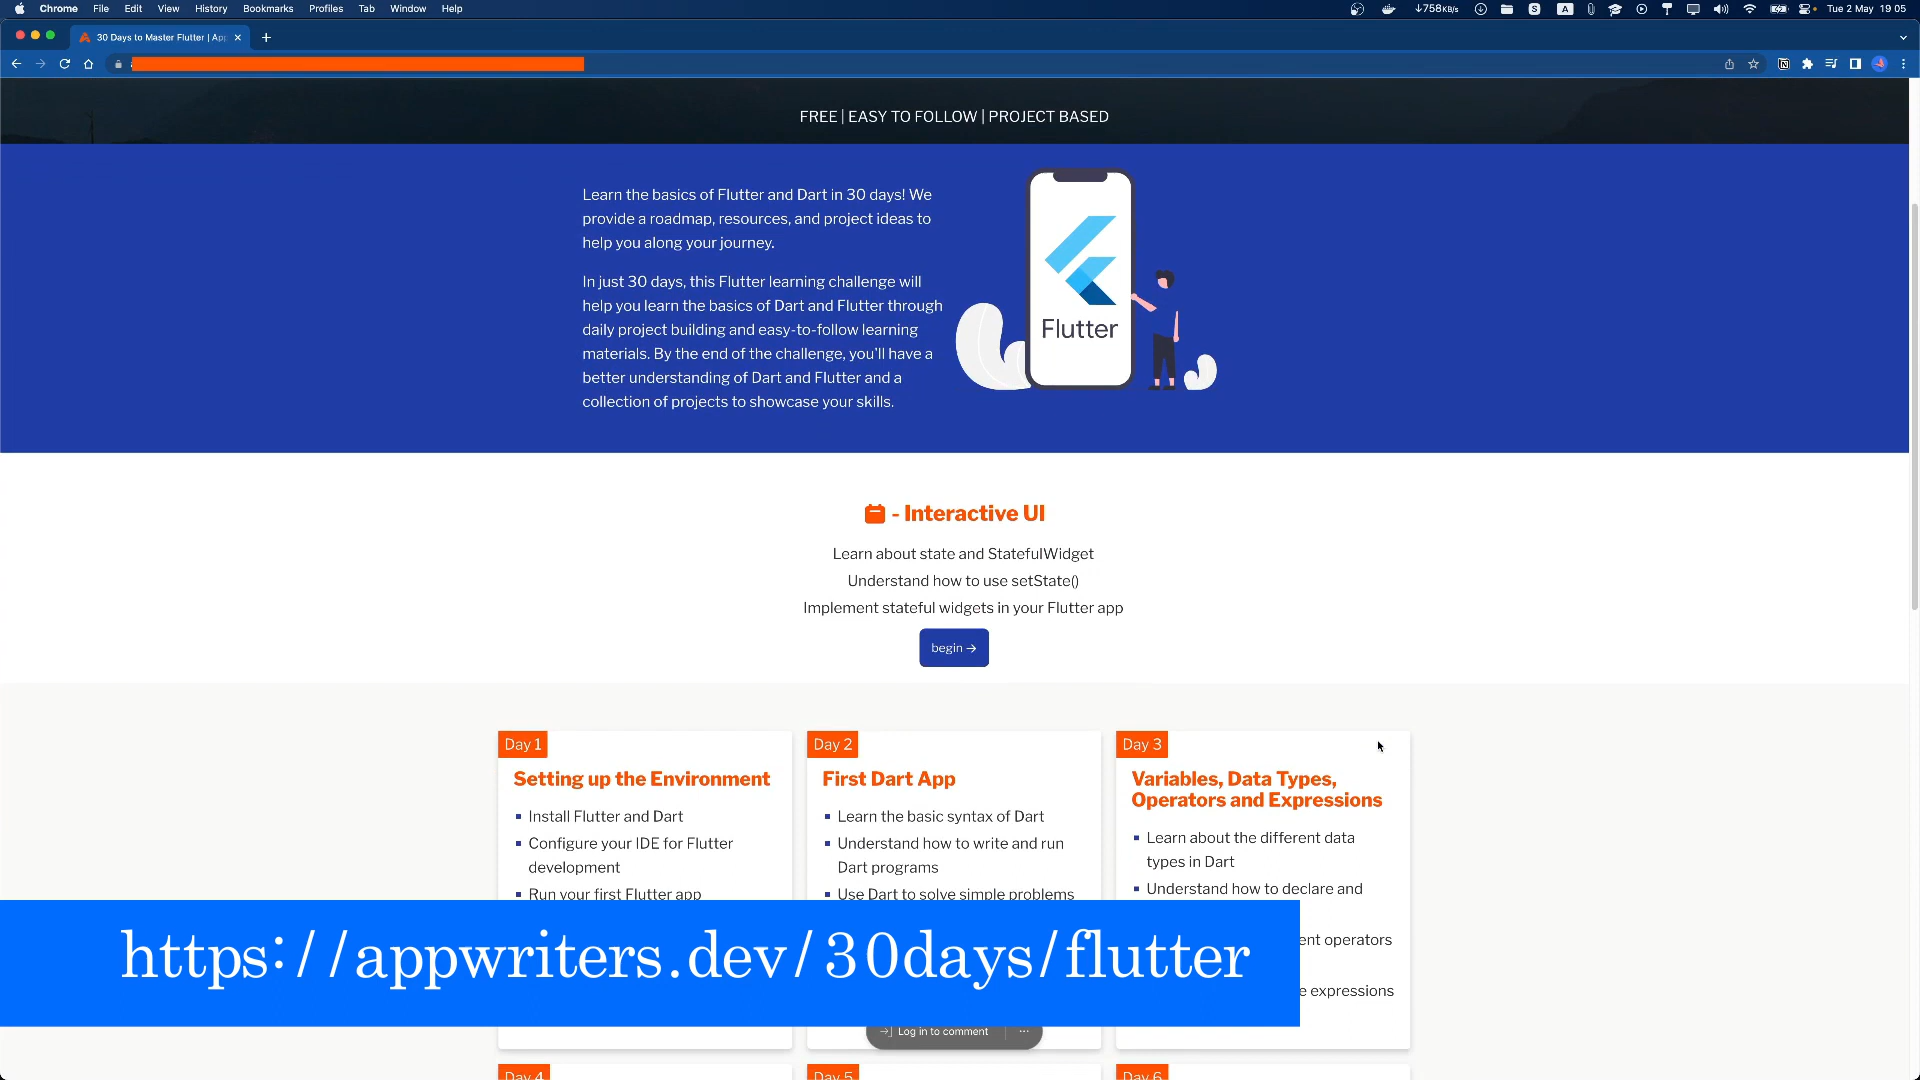 Chrome File Edit View History Bookmarks Profiles Tab Window Help
↓758KB/s
Tue 2 May 19 05
30 Days to Master Flutter | Ap
FREE | EASY TO FOLLOW | PROJECT BASED
Learn the basics of Flutter and Dart in 30 days! We
provide a roadmap, resources, and project ideas to
help you along your journey.
In just 30 days, this Flutter learning challenge will
help you learn the basics of Dart and Flutter through
daily project building and easy-to-follow learning
materials. By the end of the challenge, you'll have a
better understanding of Dart and Flutter and a
collection of projects to showcase your skills.
Flutter
- Interactive UI
Learn about state and StatefulWidget
Understand how to use setState()
Implement stateful widgets in your Flutter app
begin →
Day 1
Setting up the Environment
Install Flutter and Dart
Configure your IDE for Flutter
development
Run your first Flutter app
Day 2
First Dart App
Learn the basic syntax of Dart
Understand how to write and run
Dart programs
Use Dart to solve simple problems
Day 3
Variables, Data Types,
Operators and Expressions
Learn about the different data
types in Dart
Understand how to declare and
ent operators
e expressions
https://appwriters.dev/30days/flutter
Log in to comment
Day 4
Day 5
Day 6